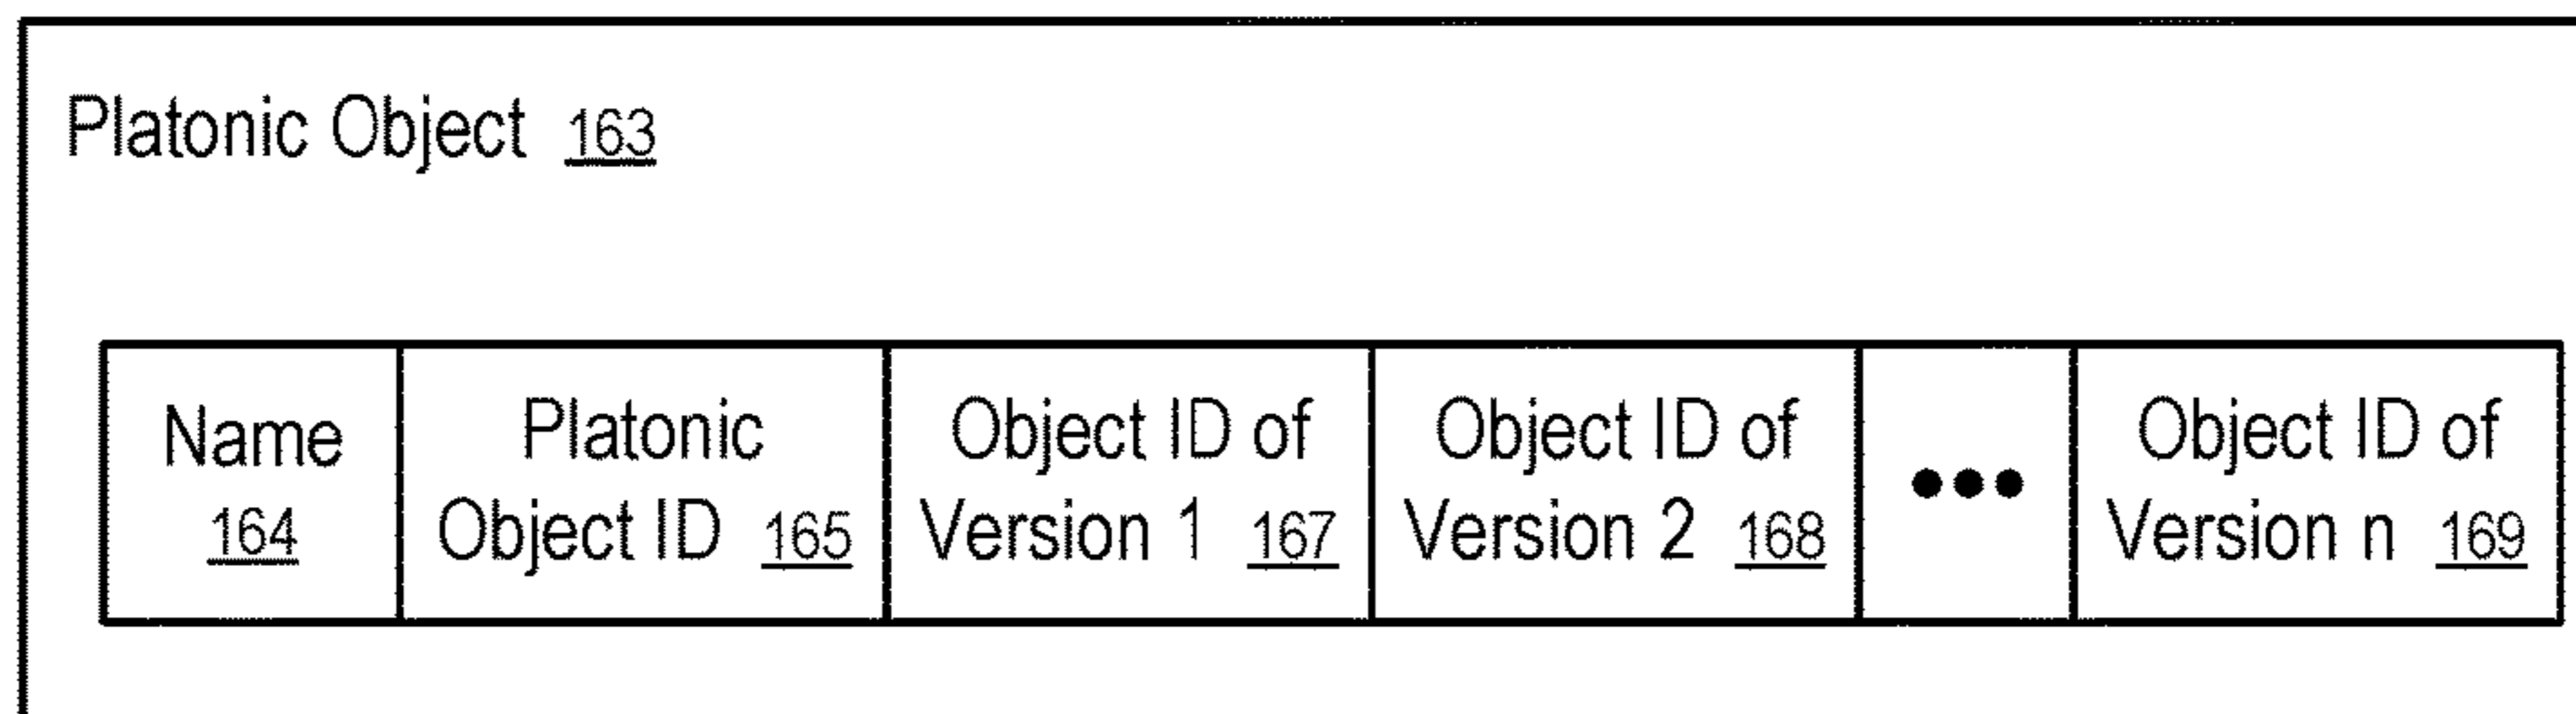 Platonic Object 163
Name
164
Platonic
Object ID 165
Object ID of
Version 1 167
Object ID of
Version 2 168
•••
Object ID of
Version n 169